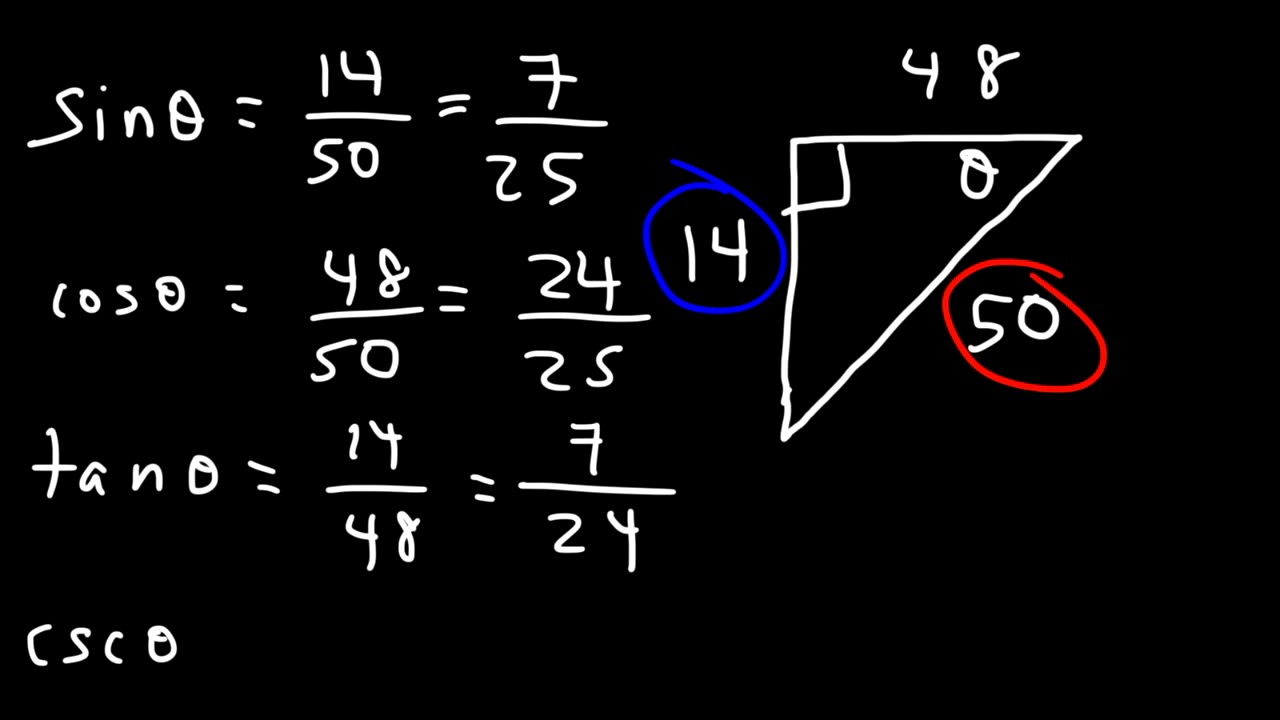 sinθ = 14/50 = 7/25
cosθ = 48/50 = 24/25
tanθ = 14/48 = 7/24
cscθ
48
θ
14
50